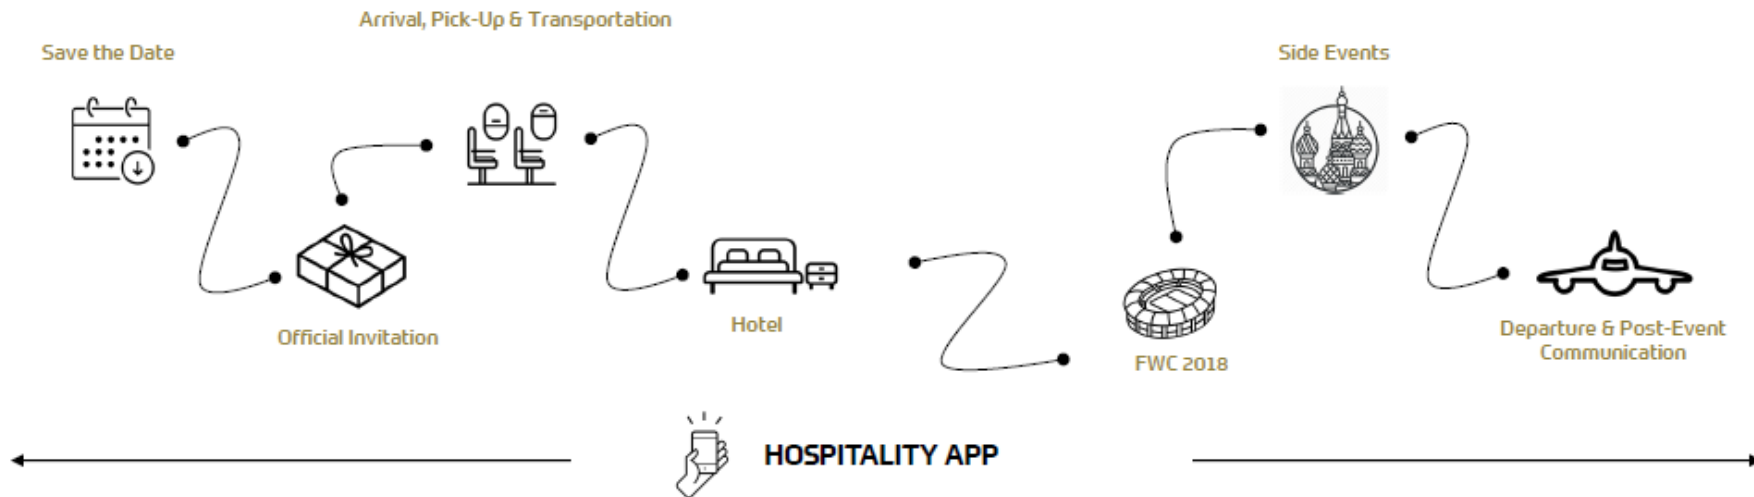 Arrival, Pick-Up & Transportation
Save the Date
Side Events
Official Invitation
Hotel
FWC 2018
Departure & Post-Event
Communication
HOSPITALITY APP